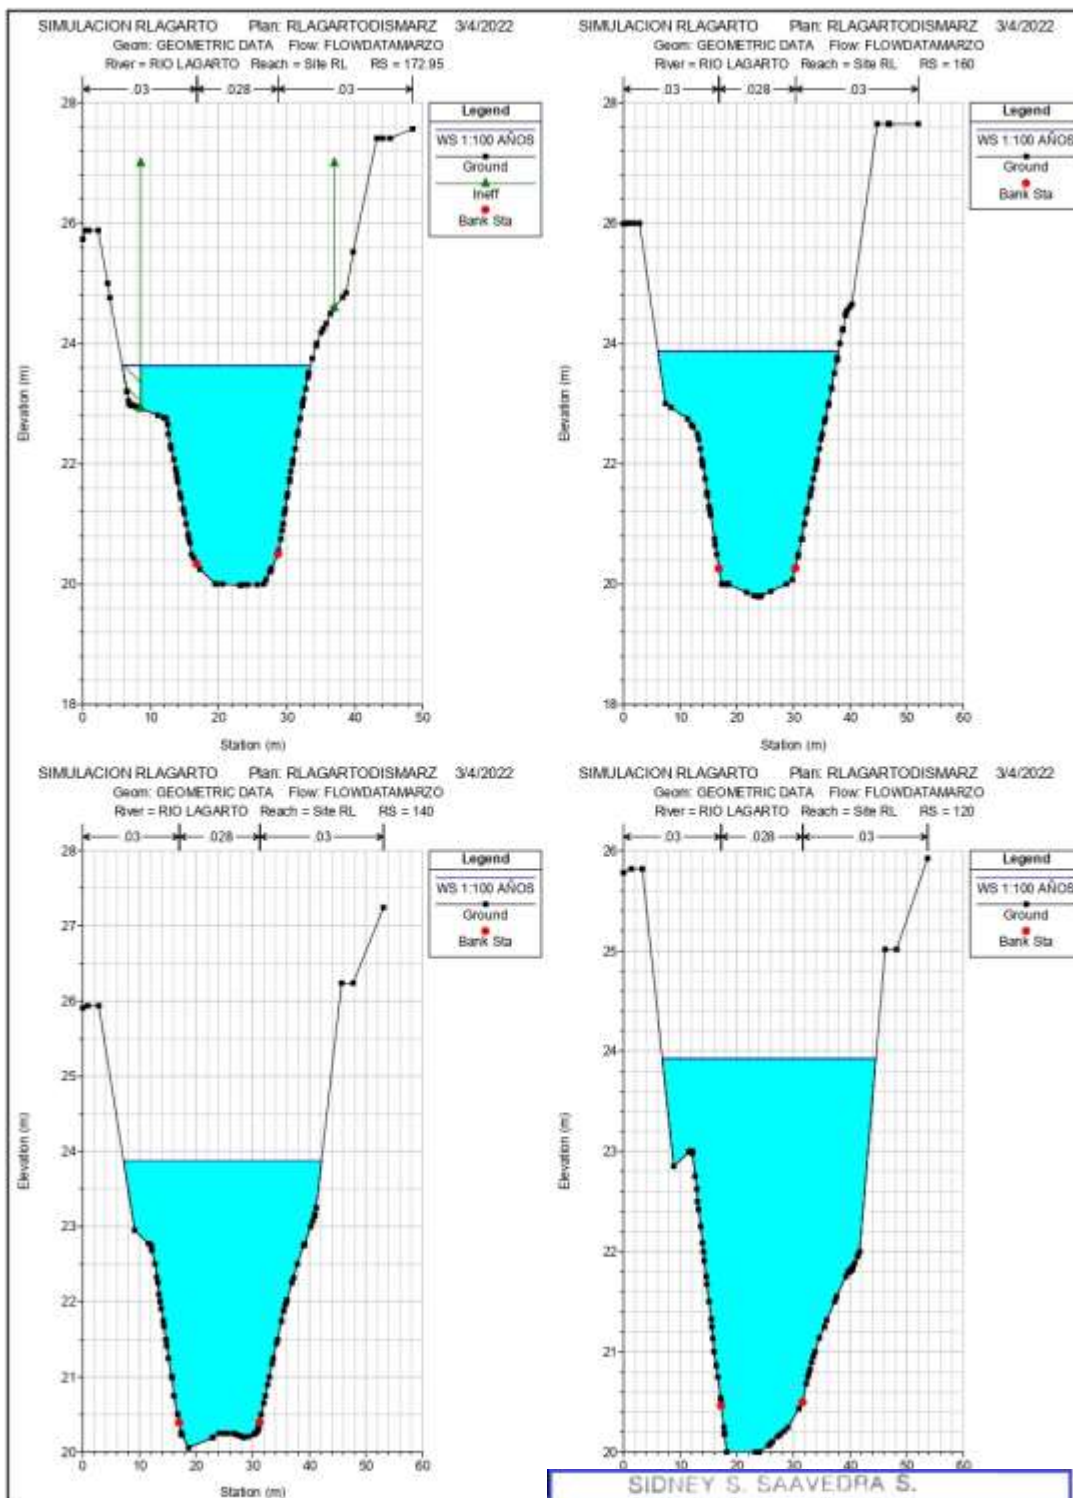 SIMULACION RLAGARTO Plan: RLAGARTODISMARZ 3/4/2022
Geom: GEOMETRIC DATA Flow: FLOWDATAMARZO
River = RIO LAGARTO Reach = Site RL RS = 172.95
.03 .028 .03
Legend
WS 1:100 AÑOS
Ground
Ineff
Bank Sta
Elevation (m)
28
26
24
22
20
18
0 10 20 30 40 50
Station (m)
SIMULACION RLAGARTO Plan: RLAGARTODISMARZ 3/4/2022
Geom: GEOMETRIC DATA Flow: FLOWDATAMARZO
River = RIO LAGARTO Reach = Site RL RS = 160
.03 .028 .03
Legend
WS 1:100 AÑOS
Ground
Bank Sta
Elevation (m)
28
26
24
22
20
18
0 10 20 30 40 50 60
Station (m)
SIMULACION RLAGARTO Plan: RLAGARTODISMARZ 3/4/2022
Geom: GEOMETRIC DATA Flow: FLOWDATAMARZO
River = RIO LAGARTO Reach = Site RL RS = 140
.03 .028 .03
Legend
WS 1:100 AÑOS
Ground
Bank Sta
Elevation (m)
28
27
26
25
24
23
22
21
20
0 10 20 30 40 50 60
Station (m)
SIMULACION RLAGARTO Plan: RLAGARTODISMARZ 3/4/2022
Geom: GEOMETRIC DATA Flow: FLOWDATAMARZO
River = RIO LAGARTO Reach = Site RL RS = 120
.03 .028 .03
Legend
WS 1:100 AÑOS
Ground
Bank Sta
Elevation (m)
26
25
24
23
22
21
20
0 10 20 30 40 50 60
SIDNEY S. SAAVEDRA S.